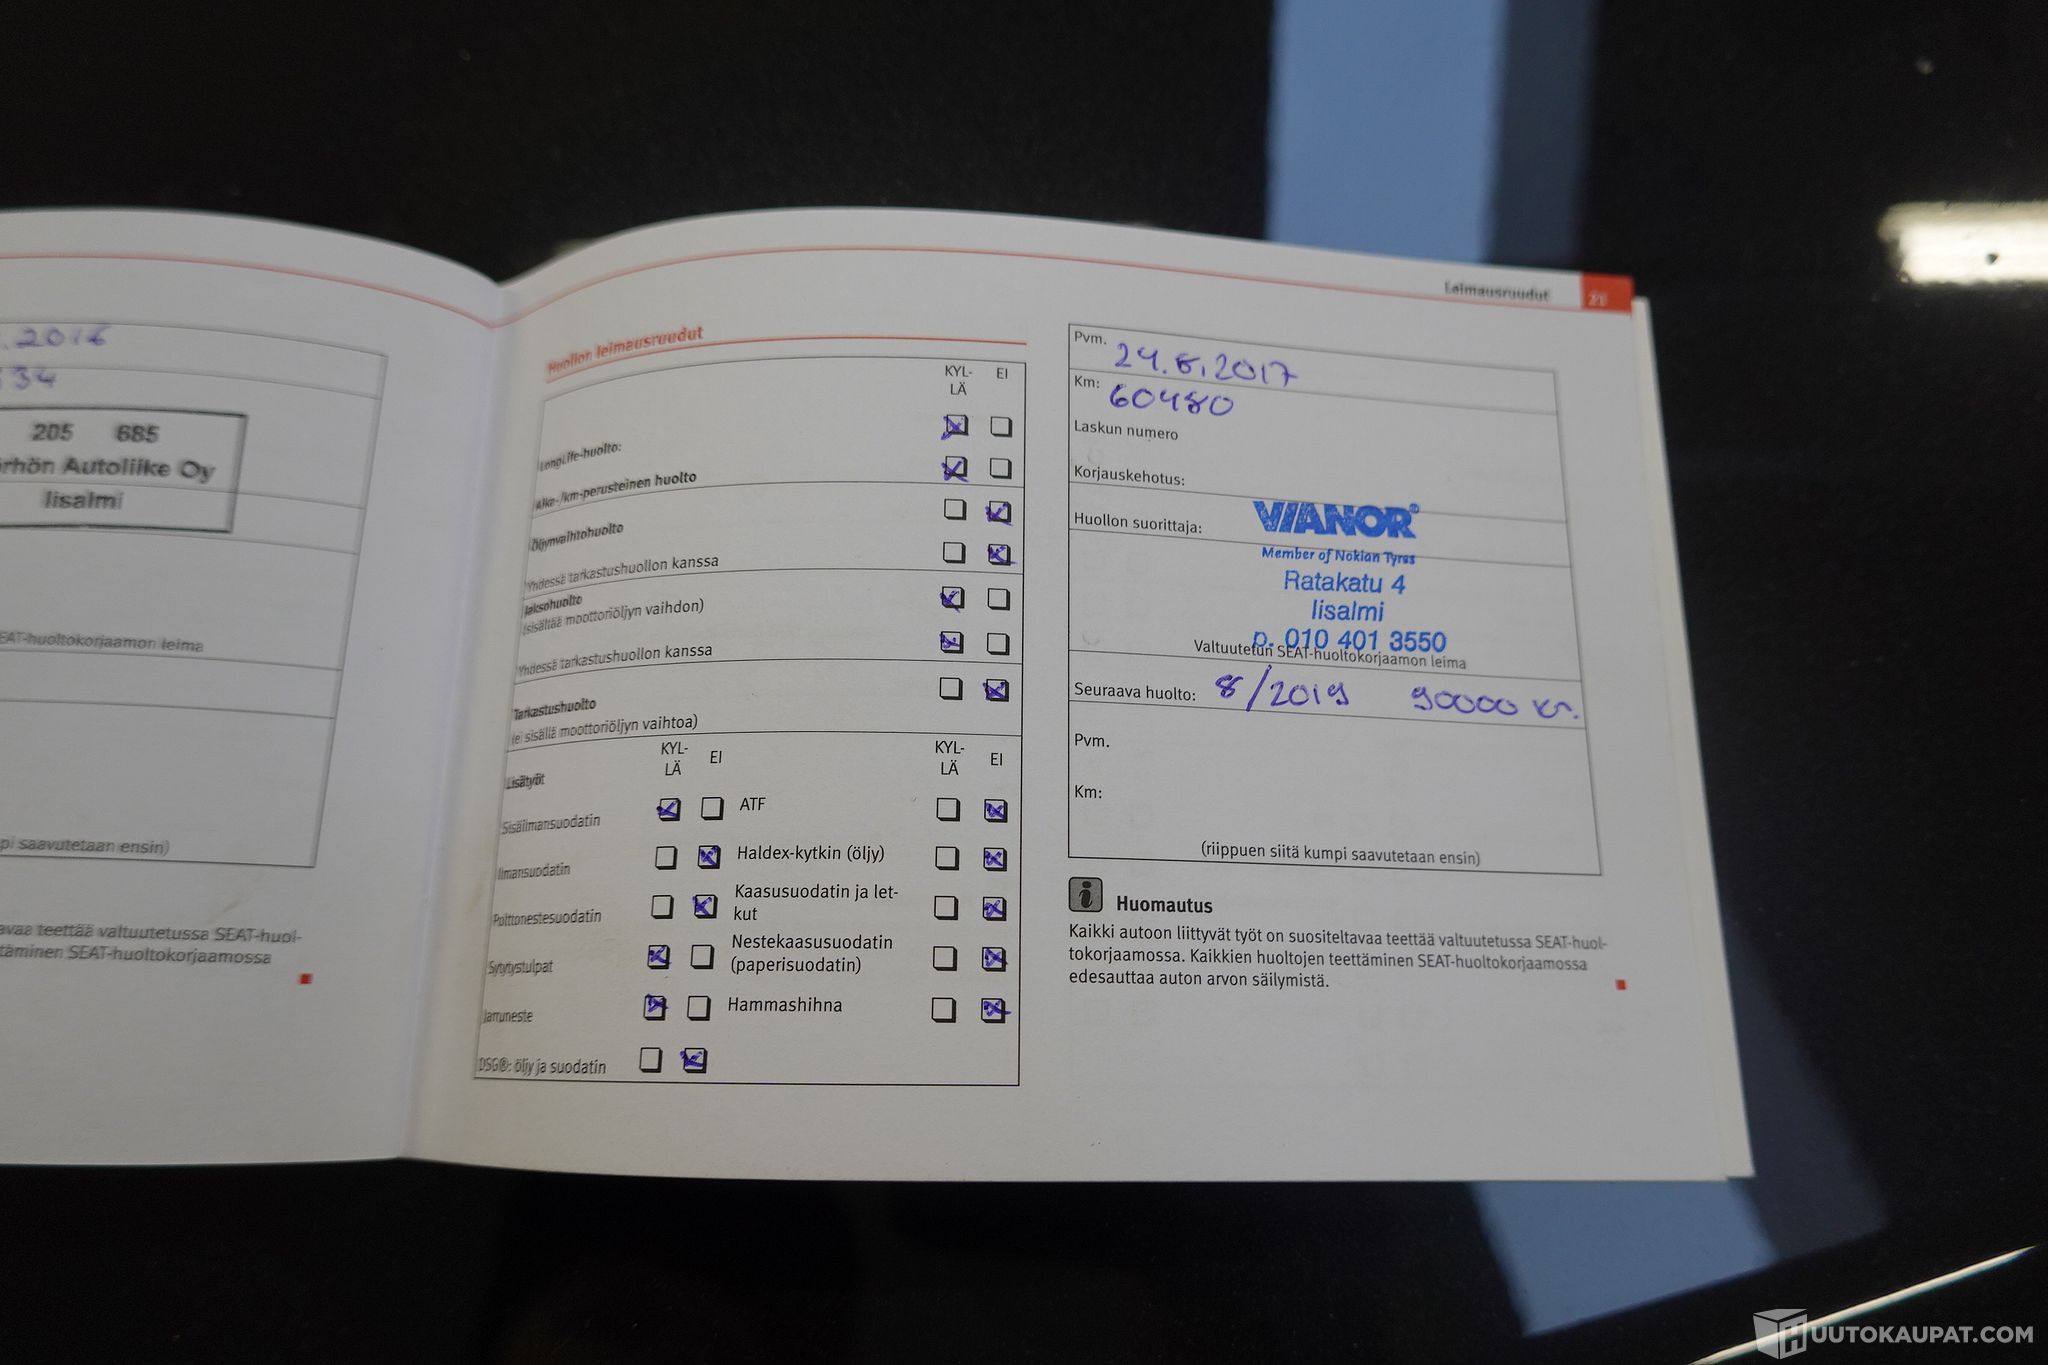 .2016
34
205 685
rhön Autoliike Oy
Iisalmi
EAT-huoltokorjaamon leima
pi saavutetaan ensin)
avaa teettää valtuutetussa SEAT-huol-
täminen SEAT-huoltokorjaamossa
Leimausruudut 21
Huollon leimausruudut
KYL-
LÄ EI
LongLife-huolto:
Aika-/km-perusteinen huolto
Öljynvaihtohuolto
Yhdessä tarkastushuollon kanssa
Jaksohuolto
(sisältää moottoriöljyn vaihdon)
Yhdessä tarkastushuollon kanssa
Tarkastushuolto
(ei sisällä moottoriöljyn vaihtoa)
Lisätyöt
KYL-
LÄ EI
KYL-
LÄ EI
Sisäilmansuodatin
ATF
Ilmansuodatin
Haldex-kytkin (öljy)
Polttonestesuodatin
Kaasusuodatin ja let-
kut
Sytytystulpat
Nestekaasusuodatin
(paperisuodatin)
Jarruneste
Hammashihna
DSG®: öljy ja suodatin
Pvm. 24.8.2017
Km: 60480
Laskun numero
Korjauskehotus:
Huollon suorittaja:
VIANOR®
Member of Nokian Tyres
Ratakatu 4
Iisalmi
p. 010 401 3550
Valtuutetun SEAT-huoltokorjaamon leima
Seuraava huolto: 8/2019 90000 
Pvm.
Km:
(riippuen siitä kumpi saavutetaan ensin)
i Huomautus
Kaikki autoon liittyvät työt on suositeltavaa teettää valtuutetussa SEAT-huol-
tokorjaamossa. Kaikkien huoltojen teettäminen SEAT-huoltokorjaamossa
edesauttaa auton arvon säilymistä.
HUUTOKAUPAT.COM